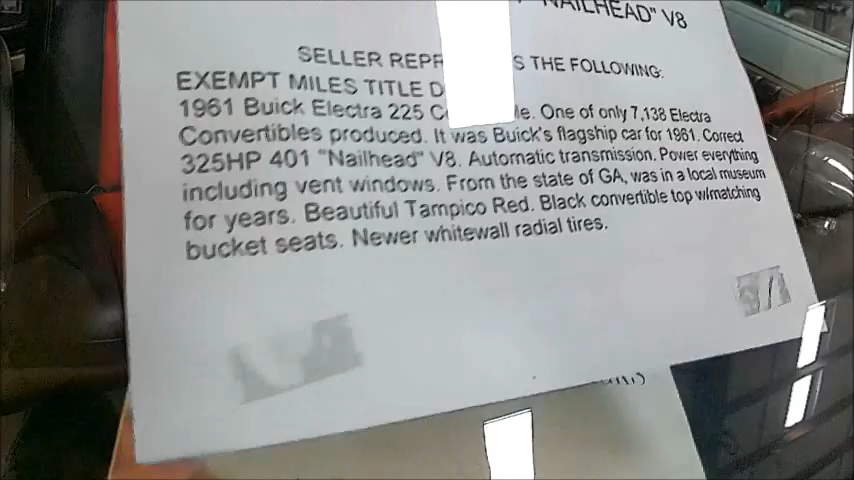 "NAILHEAD" V8
SELLER REPR S THE FOLLOWING.
EXEMPT MILES TITLE D
1961 Buick Electra 225 C le. One of only 7,138 Electra
Convertibles produced. It was Buick's flagship car for 1961. Correct
325HP 401 "Nailhead" V8. Automatic transmission. Power everything
including vent windows. From the state of GA, was in a local museum
for years. Beautiful Tampico Red. Black convertible top w/matching
bucket seats. Newer whitewall radial tires.